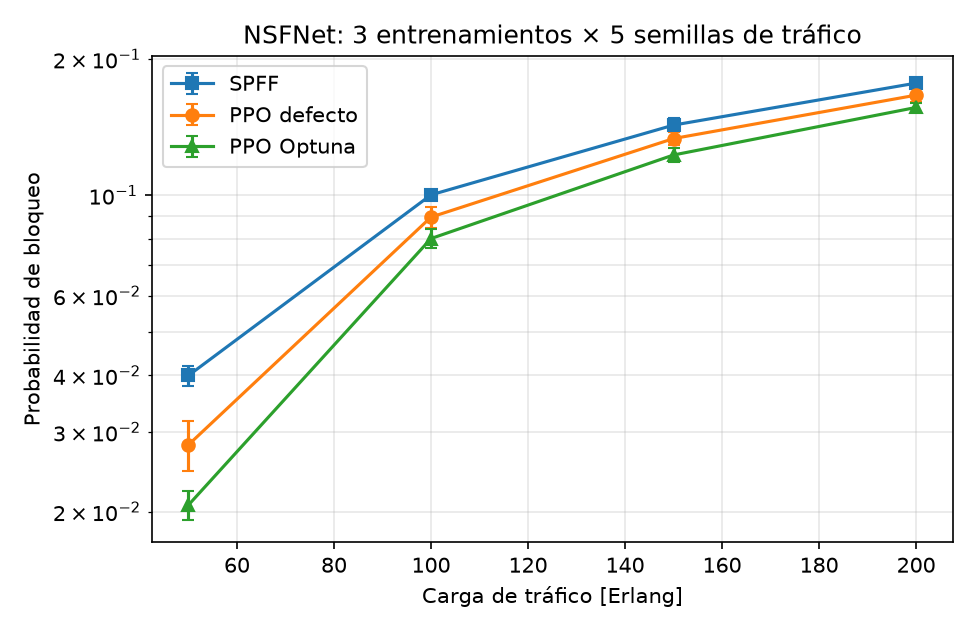 NSFNet: 3 entrenamientos × 5 semillas de tráfico
2 × 10⁻¹
10⁻¹
6 × 10⁻²
4 × 10⁻²
3 × 10⁻²
2 × 10⁻²
Probabilidad de bloqueo
SPFF
PPO defecto
PPO Optuna
60 80 100 120 140 160 180 200
Carga de tráfico [Erlang]